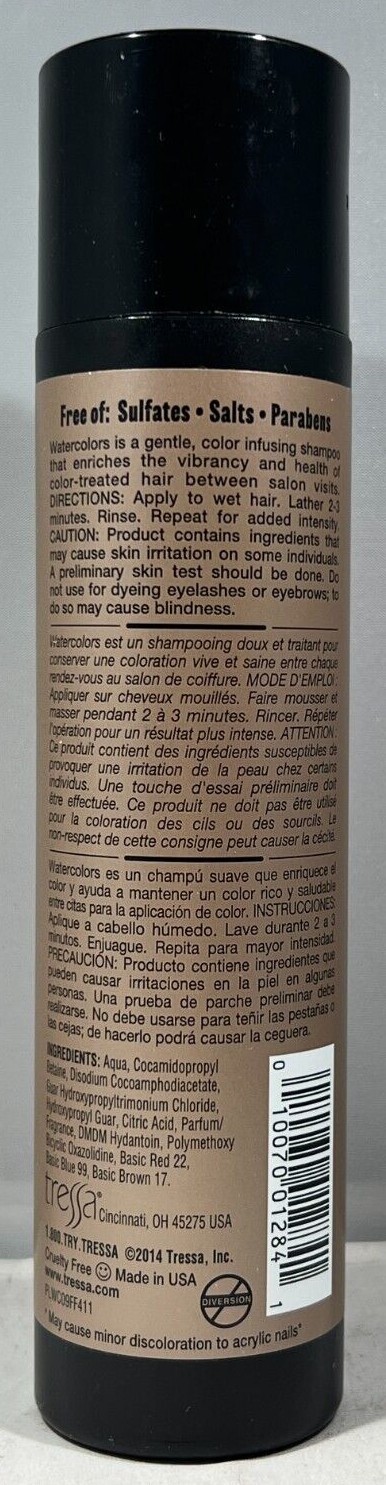 Free of: Sulfates • Salts • Parabens
Watercolors is a gentle, color infusing shampoo
that enriches the vibrancy and health of
color-treated hair between salon visits.
DIRECTIONS: Apply to wet hair. Lather 2-3
minutes. Rinse. Repeat for added intensity.
CAUTION: Product contains ingredients that
may cause skin irritation on some individuals.
A preliminary skin test should be done. Do
not use for dyeing eyelashes or eyebrows; to
do so may cause blindness.
Watercolors est un shampooing doux et traitant pour
conserver une coloration vive et saine entre chaque
rendez-vous au salon de coiffure. MODE D'EMPLOI :
Appliquer sur cheveux mouillés. Faire mousser et
masser pendant 2 à 3 minutes. Rincer. Répéter
l'opération pour un résultat plus intense. ATTENTION :
Ce produit contient des ingrédients susceptibles de
provoquer une irritation de la peau chez certains
individus. Une touche d'essai préliminaire doit
être effectuée. Ce produit ne doit pas être utilisé
pour la coloration des cils ou des sourcils. Le
non-respect de cette consigne peut causer la cécité.
Watercolors es un champú suave que enriquece el
color y ayuda a mantener un color rico y saludable
entre citas para la aplicación de color. INSTRUCCIONES:
Aplique a cabello húmedo. Lave durante 2 a 3
minutos. Enjuague. Repita para mayor intensidad.
PRECAUCIÓN: Producto contiene ingredientes que
pueden causar irritaciones en la piel en algunas
personas. Una prueba de parche preliminar debe
realizarse. No debe usarse para teñir las pestañas o
las cejas; de hacerlo podrá causar la ceguera.
INGREDIENTS: Aqua, Cocamidopropyl
Betaine, Disodium Cocoamphodiacetate,
Guar Hydroxypropyltrimonium Chloride,
Hydroxypropyl Guar, Citric Acid, Parfum/
Fragrance, DMDM Hydantoin, Polymethoxy
Bicyclic Oxazolidine, Basic Red 22,
Basic Blue 99, Basic Brown 17.
tressa® Cincinnati, OH 45275 USA
1.800.TRY.TRESSA ©2014 Tressa, Inc.
Cruelty Free Made in USA
www.tressa.com
PLWC09FF411
DIVERSION
0 10070 01284 1
*May cause minor discoloration to acrylic nails*